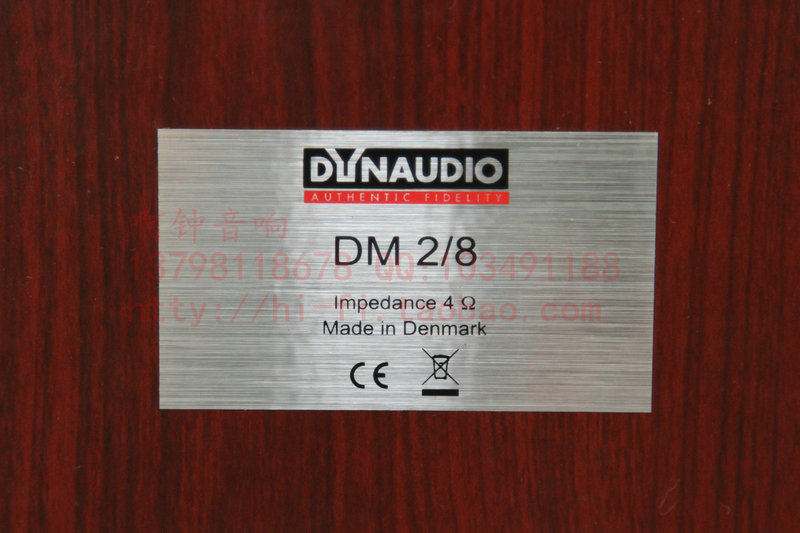 DYNAUDIO
AUTHENTIC FIDELITY
钟音响
DM 2/8
13798118678 QQ:103491188
Impedance 4 Ω
http://hi-fi.taobao.com
Made in Denmark
CE